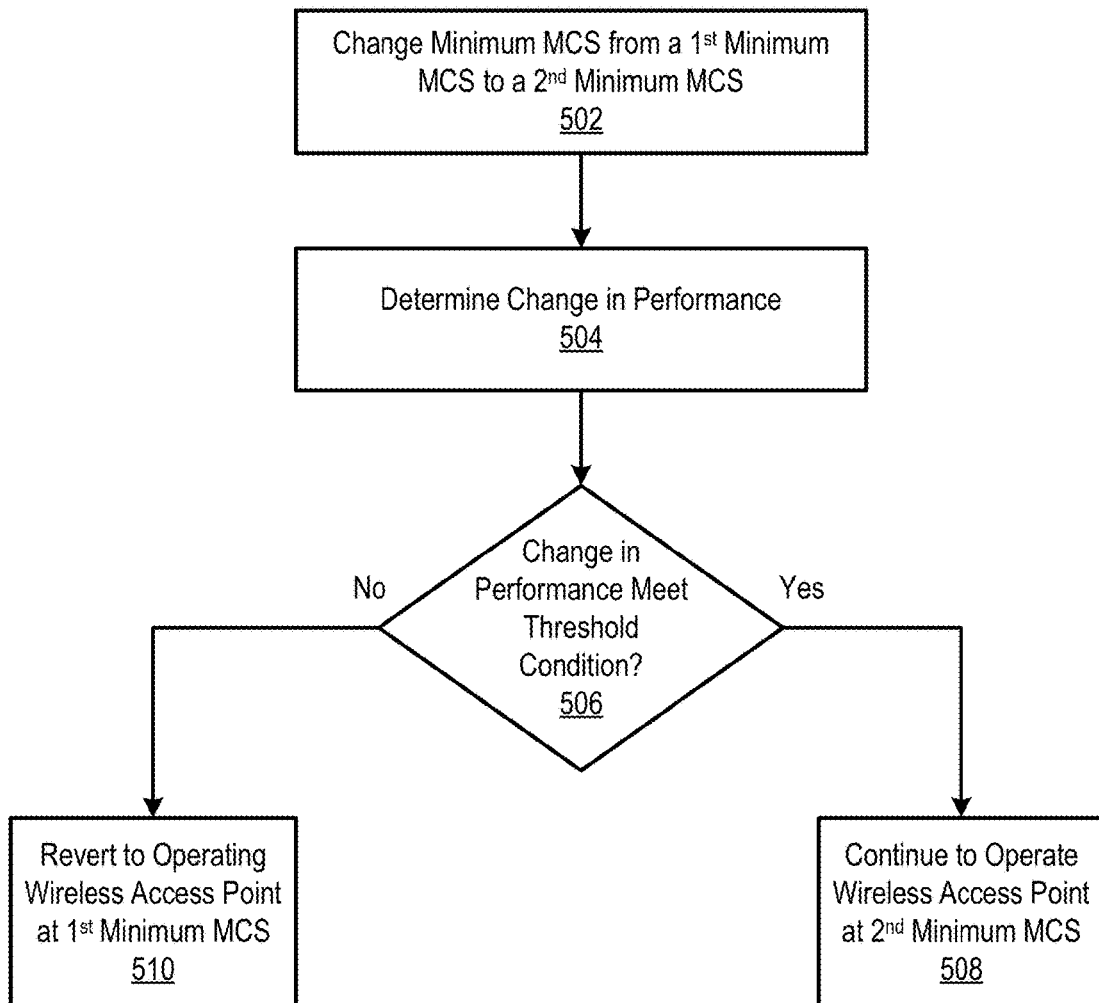 Change Minimum MCS from a 1st Minimum
MCS to a 2nd Minimum MCS
502
Determine Change in Performance
504
Change in
Performance Meet
Threshold
Condition?
506
No
Yes
Revert to Operating
Wireless Access Point
at 1st Minimum MCS
510
Continue to Operate
Wireless Access Point
at 2nd Minimum MCS
508